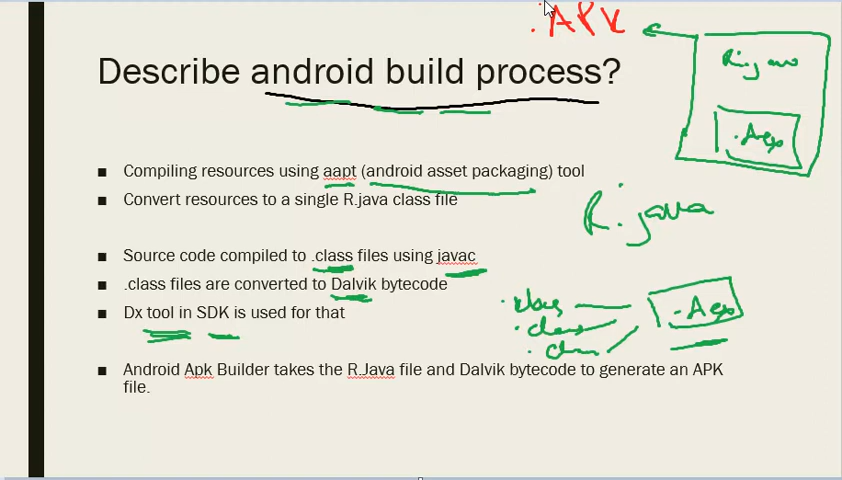 .APK
Describe android build process?
R.java
■ Compiling resources using aapt (android asset packaging) tool
■ Convert resources to a single R.java class file
R.java
■ Source code compiled to .class files using javac
■ .class files are converted to Dalvik bytecode
.class
■ Dx tool in SDK is used for that
.class
.class
■ Android Apk Builder takes the R.Java file and Dalvik bytecode to generate an APK
file.